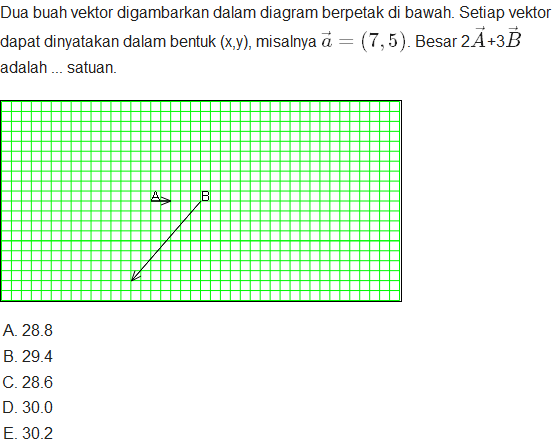 Dua buah vektor digambarkan dalam diagram berpetak di bawah. Setiap vektor
dapat dinyatakan dalam bentuk (x,y), misalnya $\vec{a} = (7, 5)$. Besar 2$\vec{A}$+3$\vec{B}$
adalah ... satuan.
A B
A. 28.8
B. 29.4
C. 28.6
D. 30.0
E. 30.2